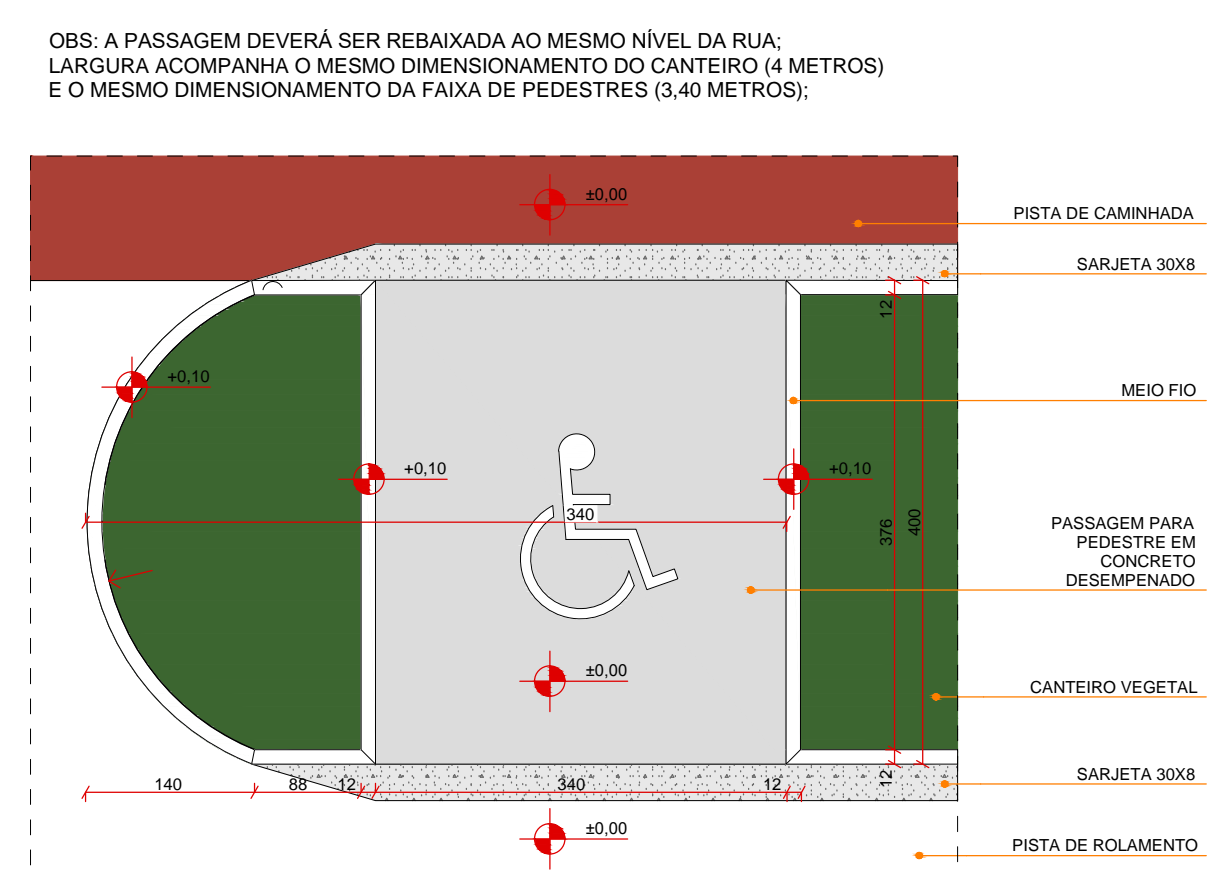 OBS: A PASSAGEM DEVERÁ SER REBAIXADA AO MESMO NÍVEL DA RUA;
LARGURA ACOMPANHA O MESMO DIMENSIONAMENTO DO CANTEIRO (4 METROS)
E O MESMO DIMENSIONAMENTO DA FAIXA DE PEDESTRES (3,40 METROS);
±0,00
PISTA DE CAMINHADA
SARJETA 30X8
12
+0,10
MEIO FIO
+0,10
+0,10
340
376
400
PASSAGEM PARA
PEDESTRE EM
CONCRETO
DESEMPENADO
±0,00
CANTEIRO VEGETAL
SARJETA 30X8
140
88
12
340
12
12
±0,00
PISTA DE ROLAMENTO